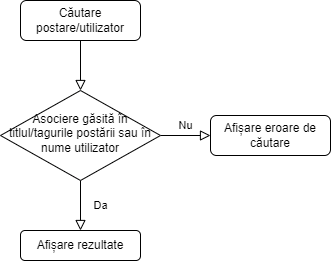 Căutare
postare/utilizator
Asociere găsită în
titlul/tagurile postării sau în
nume utilizator
Nu
Afișare eroare de
căutare
Da
Afișare rezultate